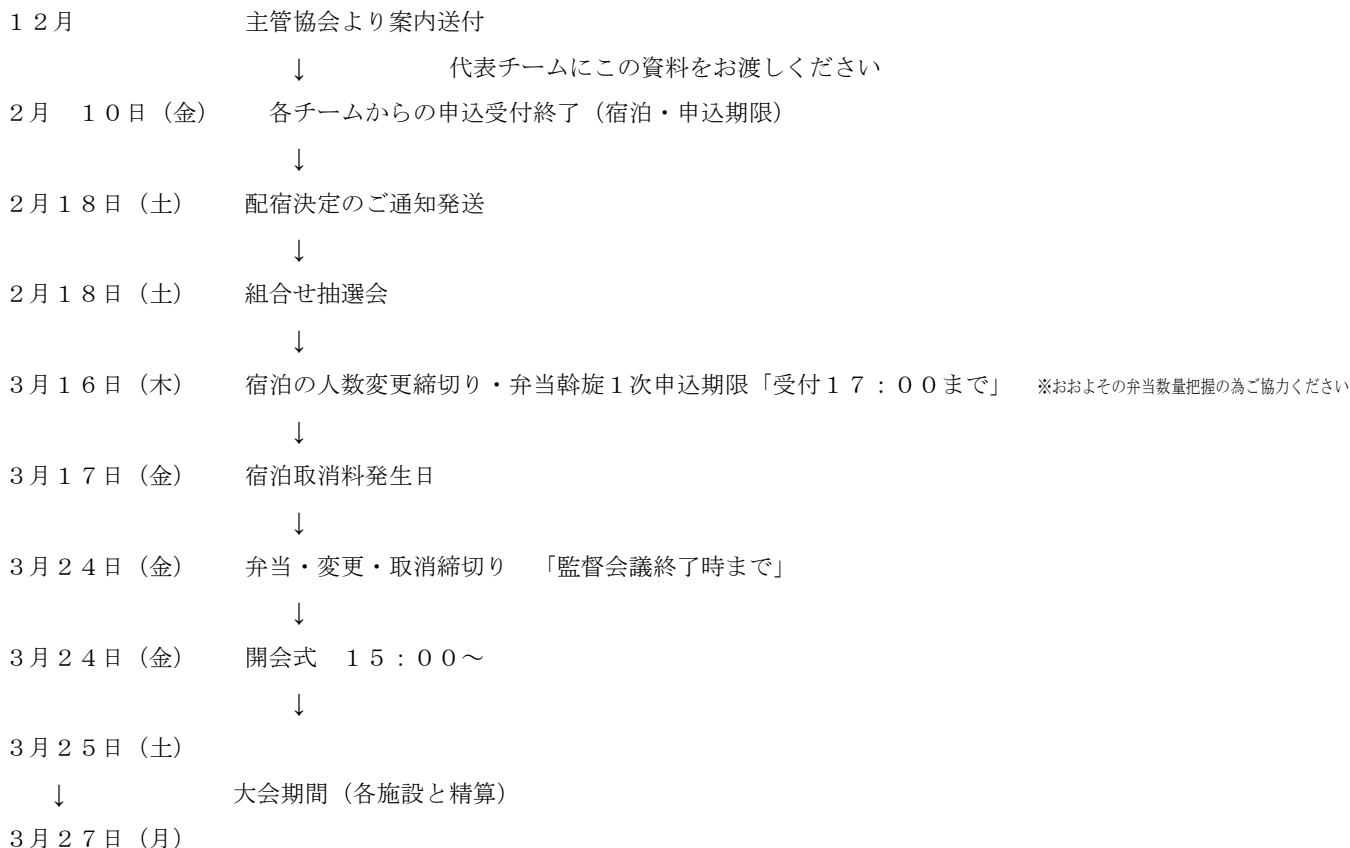 １２月　　　　　　　主管協会より案内送付
↓　　　　　　代表チームにこの資料をお渡しください
２月　１０日（金）　　各チームからの申込受付終了（宿泊・申込期限）
↓
２月１８日（土）　　配宿決定のご通知発送
↓
２月１８日（土）　　組合せ抽選会
↓
３月１６日（木）　　宿泊の人数変更締切り・弁当斡旋１次申込期限「受付１７：００まで」　※おおよその弁当数量把握の為ご協力ください
↓
３月１７日（金）　　宿泊取消料発生日
↓
３月２４日（金）　　弁当・変更・取消締切り　「監督会議終了時まで」
↓
３月２４日（金）　　開会式　１５：００～
↓
３月２５日（土）
↓　　　　　　　大会期間（各施設と精算）
３月２７日（月）